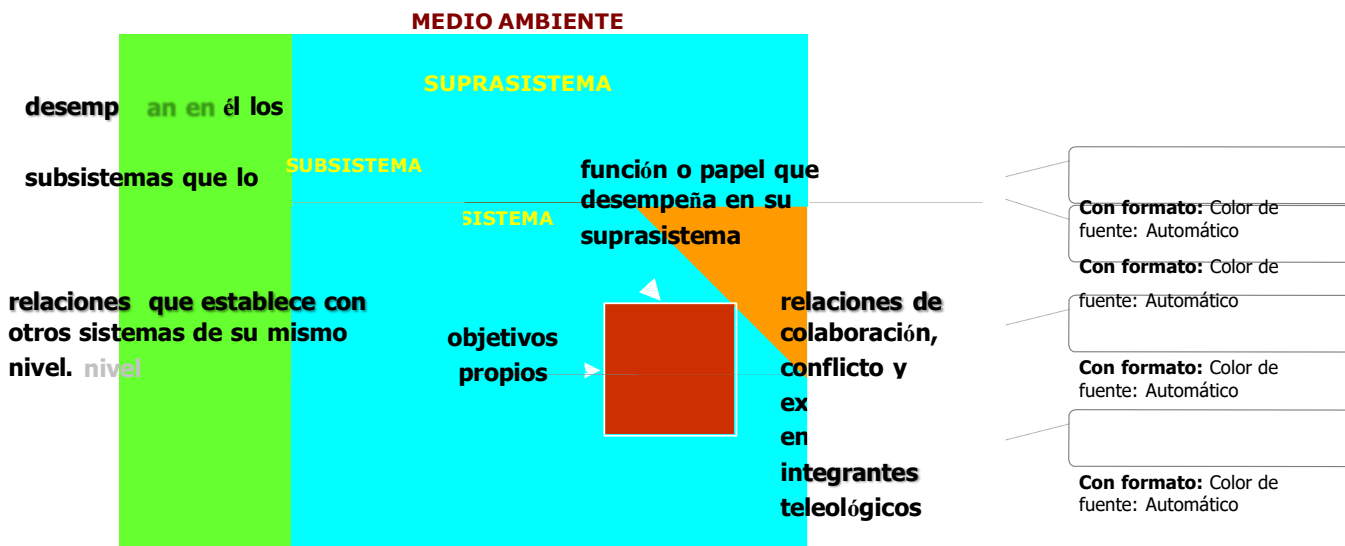 MEDIO AMBIENTE
SUPRASISTEMA
desemp an en él los
subsistemas que lo
SUBSISTEMA
función o papel que
desempeña en su
suprasistema
SISTEMA
relaciones que establece con
otros sistemas de su mismo
nivel. nivel
objetivos
propios
relaciones de
colaboración,
conflicto y
ex
en
integrantes
teleológicos
Con formato: Color de
fuente: Automático
Con formato: Color de
fuente: Automático
Con formato: Color de
fuente: Automático
Con formato: Color de
fuente: Automático